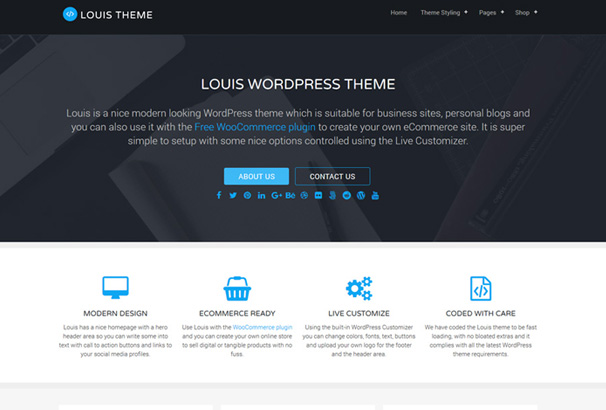 LOUIS THEME
Home Theme Styling Pages Shop
LOUIS WORDPRESS THEME
Louis is a nice modern looking WordPress theme which is suitable for business sites, personal blogs and
you can also use it with the Free WooCommerce plugin to create your own eCommerce site. It is super
simple to setup with some nice options controlled using the Live Customizer.
ABOUT US CONTACT US
MODERN DESIGN
Louis has a nice homepage with a hero
header area so you can write some into
text with call to action buttons and links to
your social media profiles.
ECOMMERCE READY
Use Louis with the WooCommerce plugin
and you can create your own online store
to sell digital or tangible products with no
fuss.
LIVE CUSTOMIZE
Using the built-in WordPress Customizer
you can change colors, fonts, text, buttons
and upload your own logo for the footer
and the header area.
CODED WITH CARE
We have coded the Louis theme to be fast
loading, with no bloated extras and it
complies with all the latest WordPress
theme requirements.